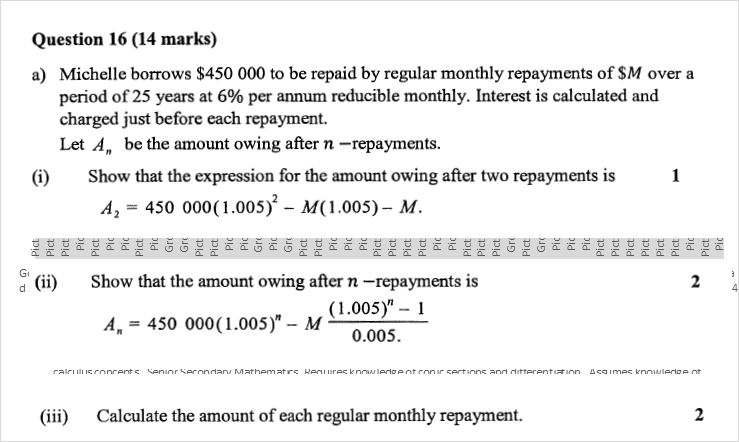 Question 16 (14 marks)
a) Michelle borrows $450 000 to be repaid by regular monthly repayments of $M over a
period of 25 years at 6% per annum reducible monthly. Interest is calculated and
charged just before each repayment.
Let Aₙ be the amount owing after n −repayments.
(i) Show that the expression for the amount owing after two repayments is 1
A₂ = 450 000(1.005)² − M(1.005) − M.
(ii) Show that the amount owing after n −repayments is 2
Aₙ = 450 000(1.005)ⁿ − M (1.005)ⁿ − 1
0.005.
calculus concepts Senior Secondary Mathematics Requires knowledge of conic sections and differentiation Assumes knowledge of
(iii) Calculate the amount of each regular monthly repayment. 2